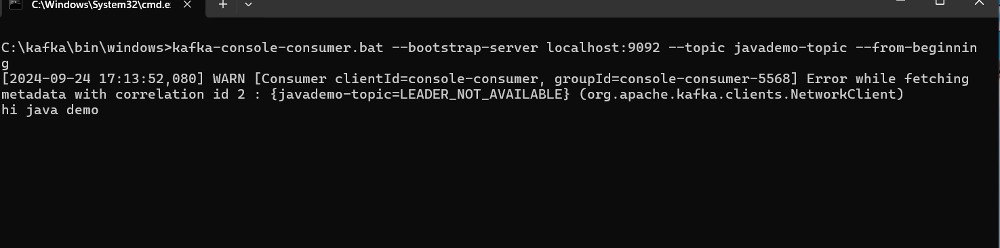 C:\Windows\System32\cmd.e
C:\kafka\bin\windows>kafka-console-consumer.bat --bootstrap-server localhost:9092 --topic javademo-topic --from-beginnin
g
[2024-09-24 17:13:52,080] WARN [Consumer clientId=console-consumer, groupId=console-consumer-5568] Error while fetching
metadata with correlation id 2 : {javademo-topic=LEADER_NOT_AVAILABLE} (org.apache.kafka.clients.NetworkClient)
hi java demo